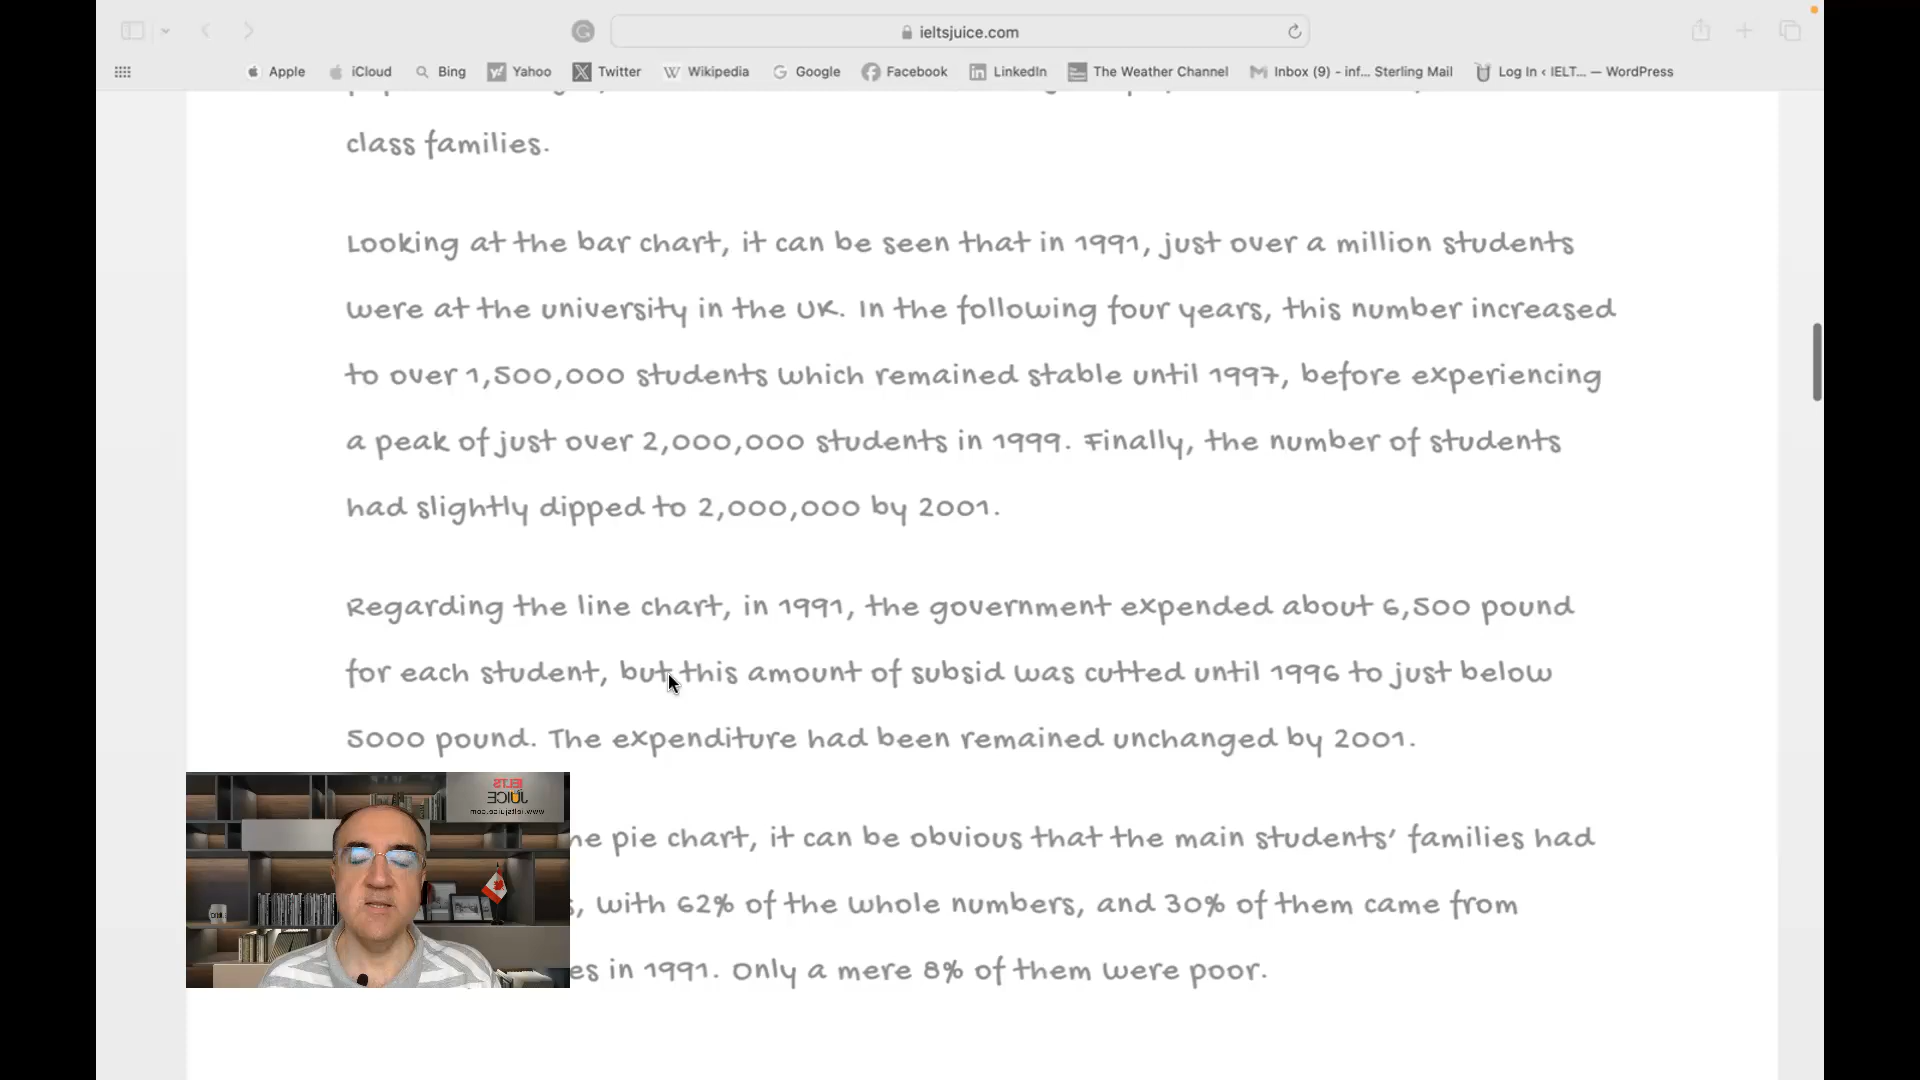 ieltsjuice.com
Apple iCloud Bing Yahoo Twitter Wikipedia Google Facebook LinkedIn The Weather Channel Inbox (9) - inf... Sterling Mail Log In ‹ IELT... — WordPress
class families.
Looking at the bar chart, it can be seen that in 1991, just over a million students
were at the university in the UK. In the following four years, this number increased
to over 1,500,000 students which remained stable until 1997, before experiencing
a peak of just over 2,000,000 students in 1999. Finally, the number of students
had slightly dipped to 2,000,000 by 2001.
Regarding the line chart, in 1991, the government expended about 6,500 pound
for each student, but this amount of subsid was cutted until 1996 to just below
5000 pound. The expenditure had been remained unchanged by 2001.
IELTS
JUICE
www.ieltsjuice.com
pie chart, it can be obvious that the main students' families had
, with 62% of the whole numbers, and 30% of them came from
in 1991. Only a mere 8% of them were poor.